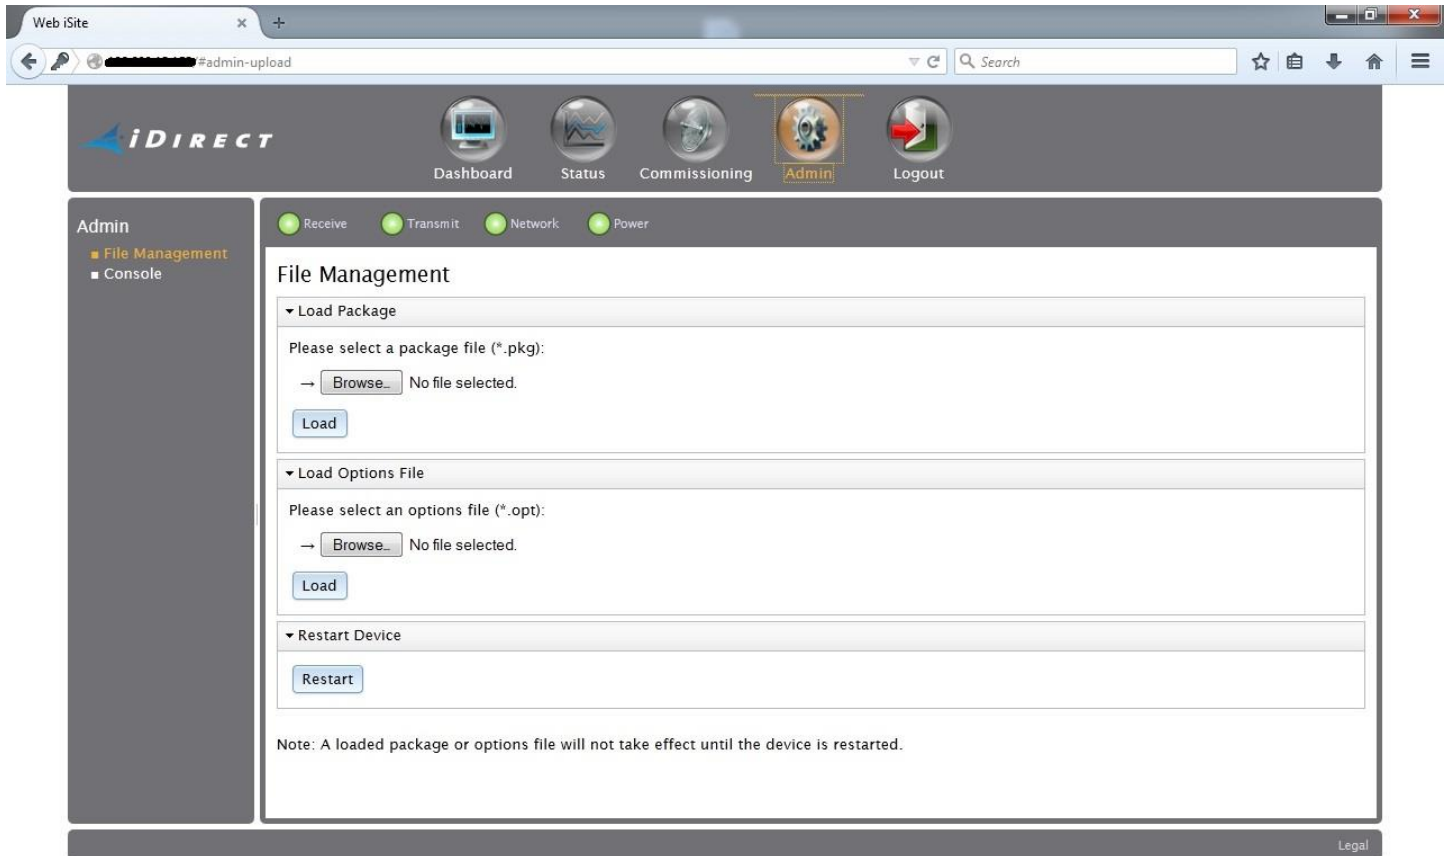 Web iSite
/#admin-upload
Search
iDIRECT
Dashboard Status Commissioning Admin Logout
Admin
File Management
Console
Receive Transmit Network Power
File Management
Load Package
Please select a package file (*.pkg):
→ Browse... No file selected.
Load
Load Options File
Please select an options file (*.opt):
→ Browse... No file selected.
Load
Restart Device
Restart
Note: A loaded package or options file will not take effect until the device is restarted.
Legal